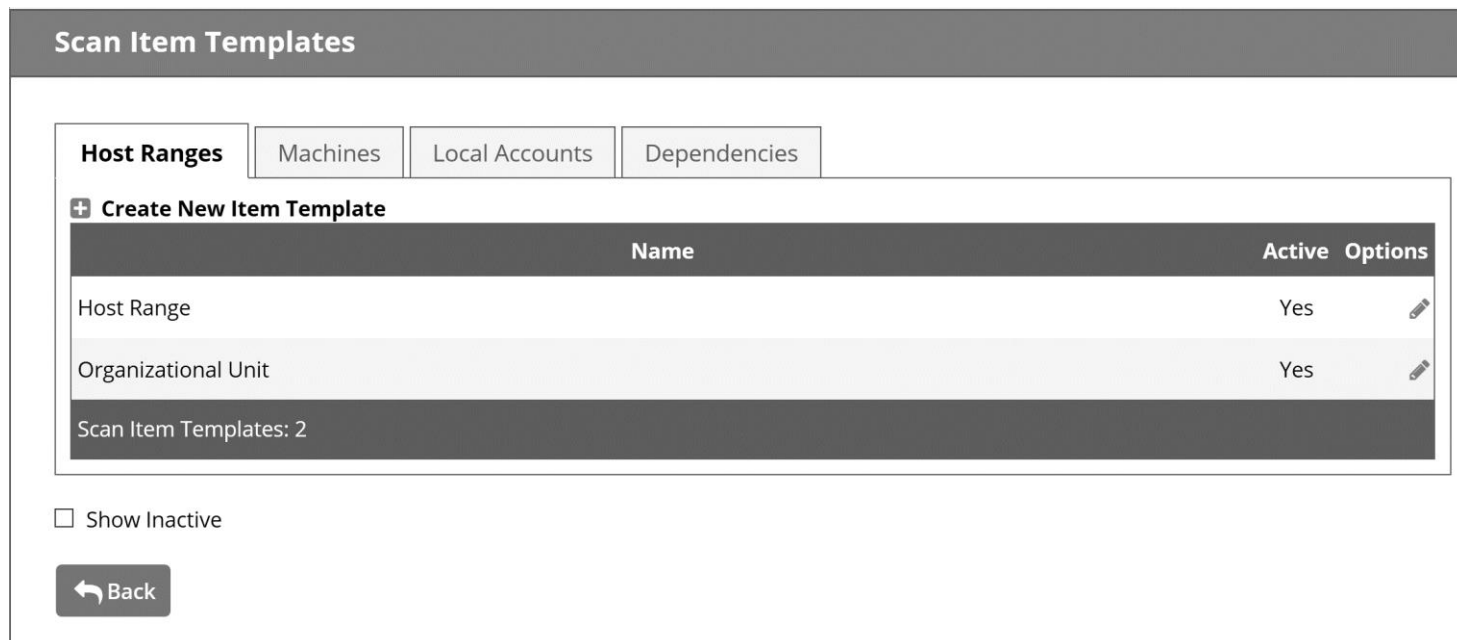 Scan Item Templates
Host Ranges Machines Local Accounts Dependencies
Create New Item Template
Name Active Options
Host Range Yes
Organizational Unit Yes
Scan Item Templates: 2
Show Inactive
Back